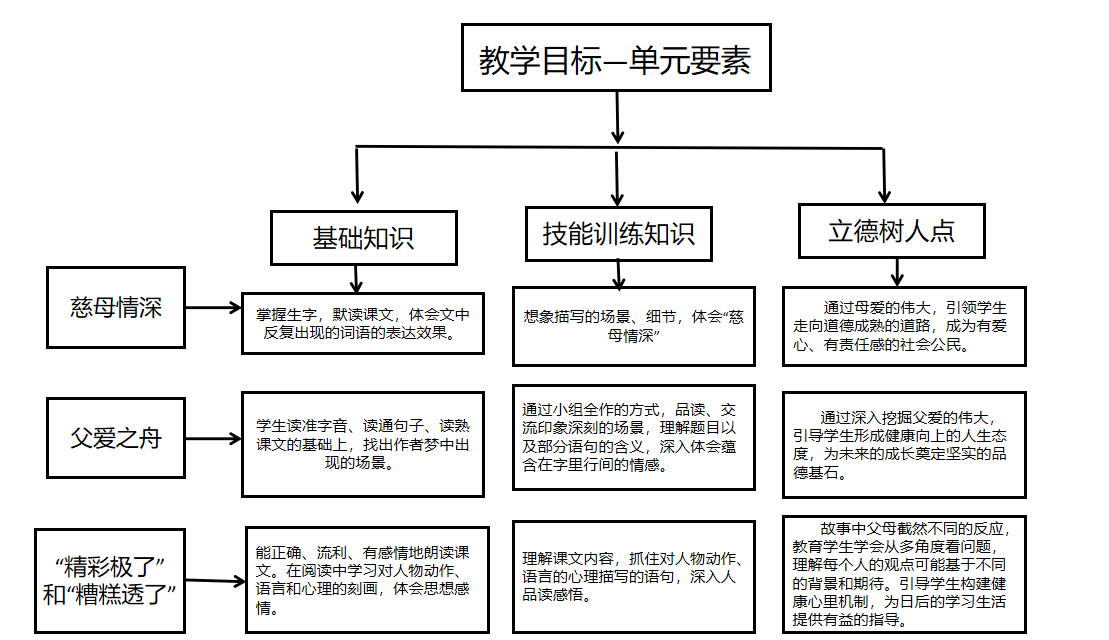 教学目标—单元要素
基础知识
技能训练知识
立德树人点
慈母情深
掌握生字，默读课文，体会文中
反复出现的词语的表达效果。
想象描写的场景、细节，体会“慈
母情深”
通过母爱的伟大，引领学生
走向道德成熟的道路，成为有爱
心、有责任感的社会公民。
父爱之舟
学生读准字音、读通句子、读熟
课文的基础上，找出作者梦中出
现的场景。
通过小组全作的方式，品读、交
流印象深刻的场景，理解题目以
及部分语句的含义，深入体会蕴
含在字里行间的情感。
通过深入挖掘父爱的伟大，
引导学生形成健康向上的人生态
度，为未来的成长奠定坚实的品
德基石。
“精彩极了”
和“糟糕透了”
能正确、流利、有感情地朗读课
文。在阅读中学习对人物动作、
语言和心理的刻画，体会思想感
情。
理解课文内容，抓住对人物动作、
语言的心理描写的语句，深入人
品读感悟。
故事中父母截然不同的反应，
教育学生学会从多角度看问题，
理解每个人的观点可能基于不同
的背景和期待。引导学生构建健
康心里机制，为日后的学习生活
提供有益的指导。